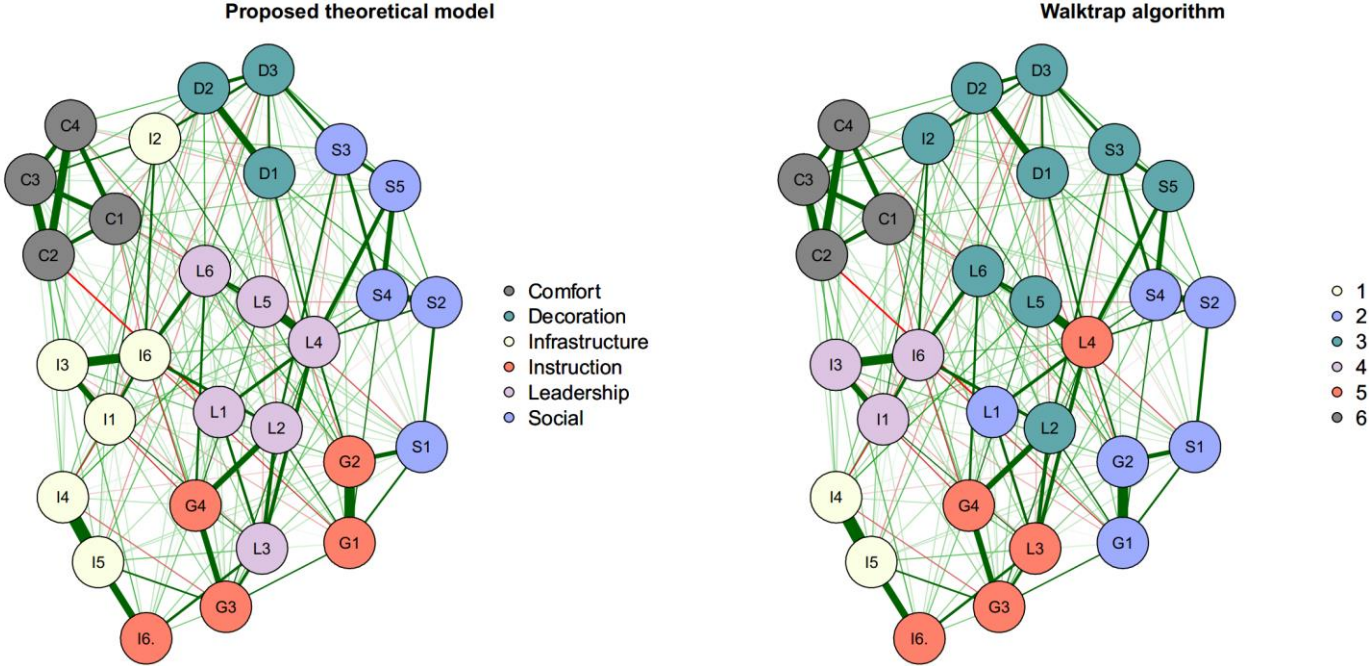 Proposed theoretical model
D3
D2
C4
I2
S3
D1
C3
S5
C1
C2
L6
S4
S2
L5
L4
I6
I3
L1
I1
L2
S1
G2
I4
G4
G1
L3
I5
G3
I6.
Comfort
Decoration
Infrastructure
Instruction
Leadership
Social
Walktrap algorithm
D3
D2
C4
I2
S3
D1
C3
S5
C1
C2
L6
S4
S2
L5
L4
I6
I3
L1
I1
L2
S1
G2
I4
G4
G1
L3
I5
G3
I6.
1
2
3
4
5
6